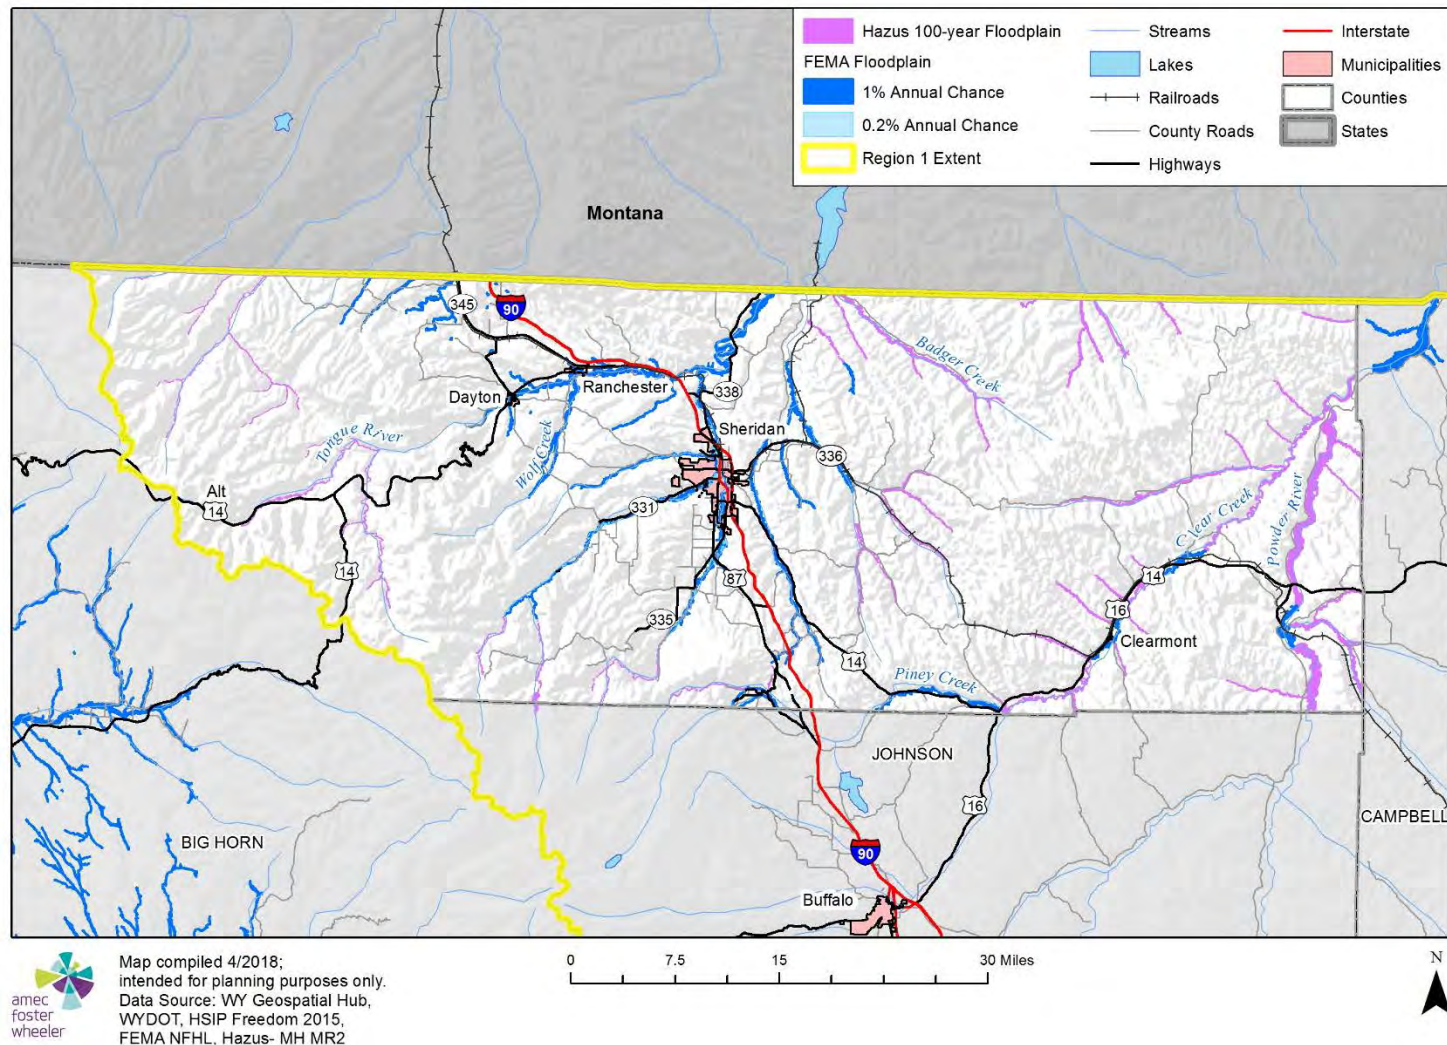 Hazus 100-year Floodplain
FEMA Floodplain
1% Annual Chance
0.2% Annual Chance
Region 1 Extent
Streams
Lakes
Railroads
County Roads
Highways
Interstate
Municipalities
Counties
States
Montana
345
90
Badger Creek
Ranchester
Dayton
338
Tongue River
Wolf Creek
Sheridan
336
Alt
14
331
Clear Creek
Powder River
14
87
14
16
335
Clearmont
14
Piney Creek
JOHNSON
16
CAMPBELL
BIG HORN
90
Buffalo
amec
foster
wheeler
Map compiled 4/2018;
intended for planning purposes only.
Data Source: WY Geospatial Hub,
WYDOT, HSIP Freedom 2015,
FEMA NFHL, Hazus- MH MR2
0 7.5 15 30 Miles
N